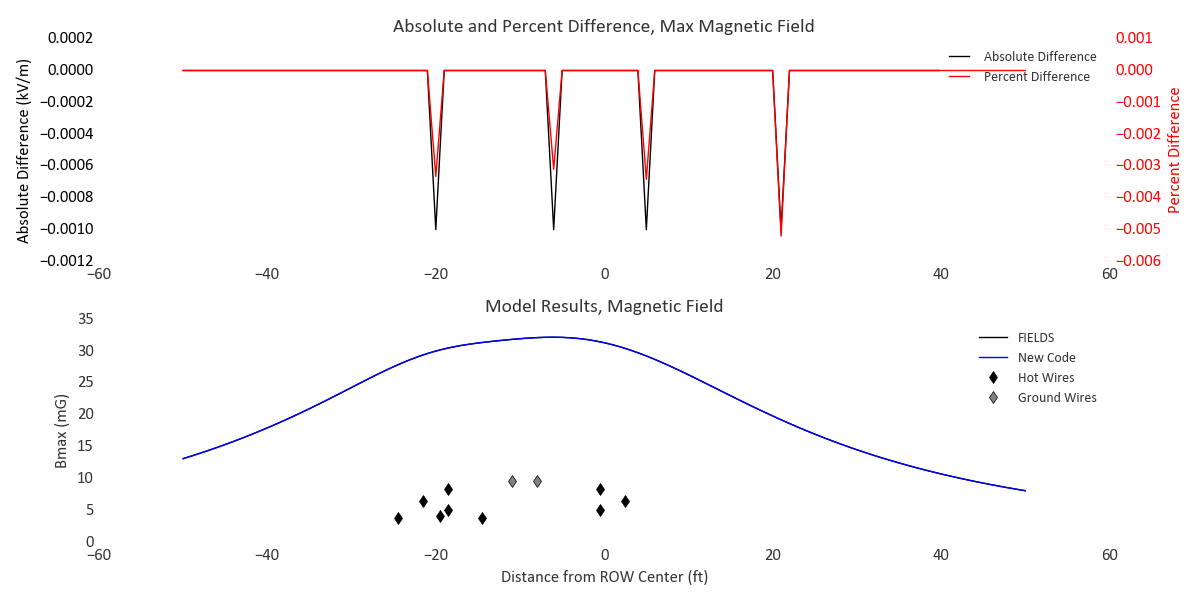 Absolute and Percent Difference, Max Magnetic Field
0.0002
0.0000
−0.0002
−0.0004
−0.0006
−0.0008
−0.0010
−0.0012
Absolute Difference (kV/m)
0.001
0.000
−0.001
−0.002
−0.003
−0.004
−0.005
−0.006
Percent Difference
Absolute Difference
Percent Difference
−60 −40 −20 0 20 40 60
Model Results, Magnetic Field
35
30
25
20
15
10
5
0
Bmax (mG)
FIELDS
New Code
Hot Wires
Ground Wires
−60 −40 −20 0 20 40 60
Distance from ROW Center (ft)